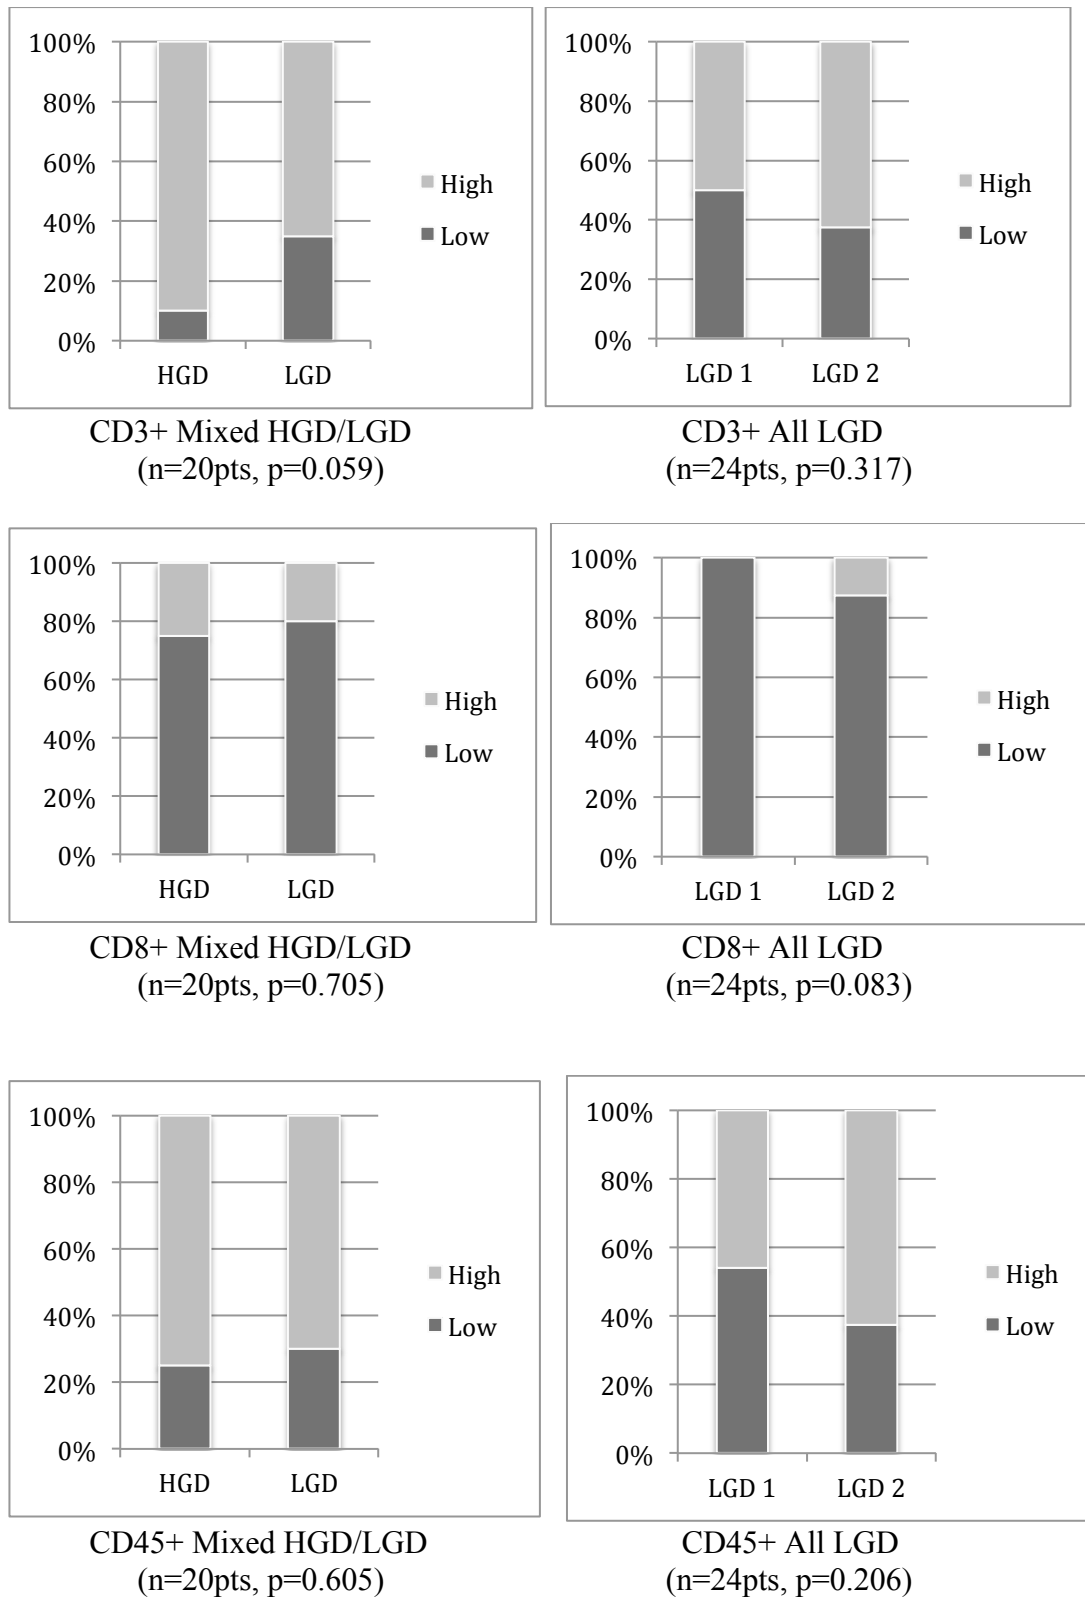 100%
80%
60%
40%
20%
0%
HGD LGD
High
Low
CD3+ Mixed HGD/LGD
(n=20pts, p=0.059)
100%
80%
60%
40%
20%
0%
LGD 1 LGD 2
High
Low
CD3+ All LGD
(n=24pts, p=0.317)
100%
80%
60%
40%
20%
0%
HGD LGD
High
Low
CD8+ Mixed HGD/LGD
(n=20pts, p=0.705)
100%
80%
60%
40%
20%
0%
LGD 1 LGD 2
High
Low
CD8+ All LGD
(n=24pts, p=0.083)
100%
80%
60%
40%
20%
0%
HGD LGD
High
Low
CD45+ Mixed HGD/LGD
(n=20pts, p=0.605)
100%
80%
60%
40%
20%
0%
LGD 1 LGD 2
High
Low
CD45+ All LGD
(n=24pts, p=0.206)